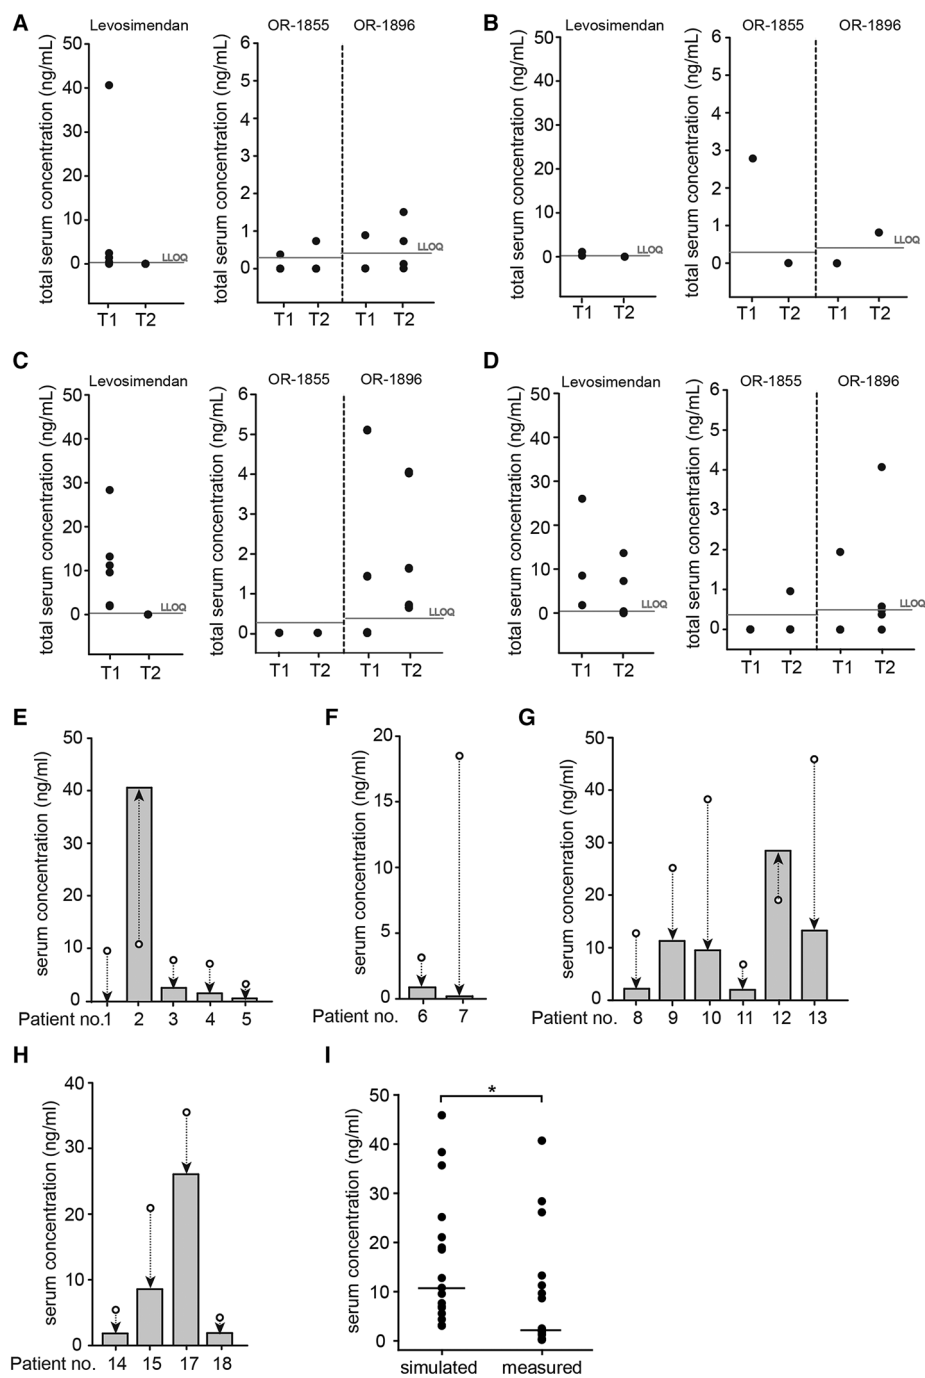 A
Levosimendan
OR-1855
OR-1896
total serum concentration (ng/mL)
50
40
30
20
10
0
LLOQ
T1
T2
total serum concentration (ng/mL)
6
5
4
3
2
1
0
LLOQ
T1
T2
T1
T2
B
Levosimendan
OR-1855
OR-1896
total serum concentration (ng/mL)
50
40
30
20
10
0
LLOQ
T1
T2
total serum concentration (ng/mL)
6
5
4
3
2
1
0
LLOQ
T1
T2
T1
T2
C
Levosimendan
OR-1855
OR-1896
total serum concentration (ng/mL)
50
40
30
20
10
0
LLOQ
T1
T2
total serum concentration (ng/mL)
6
5
4
3
2
1
0
LLOQ
T1
T2
T1
T2
D
Levosimendan
OR-1855
OR-1896
total serum concentration (ng/mL)
50
40
30
20
10
0
LLOQ
T1
T2
total serum concentration (ng/mL)
6
5
4
3
2
1
0
LLOQ
T1
T2
T1
T2
E
serum concentration (ng/ml)
50
40
30
20
10
0
Patient no.1 2 3 4 5
F
serum concentration (ng/ml)
20
15
10
5
0
Patient no. 6 7
G
serum concenration (ng/ml)
50
40
30
20
10
0
Patient no. 8 9 10 11 12 13
H
serum concentration (ng/ml)
40
30
20
10
0
Patient no. 14 15 17 18
I
serum concentration (ng/ml)
50
40
30
20
10
0
*
simulated measured